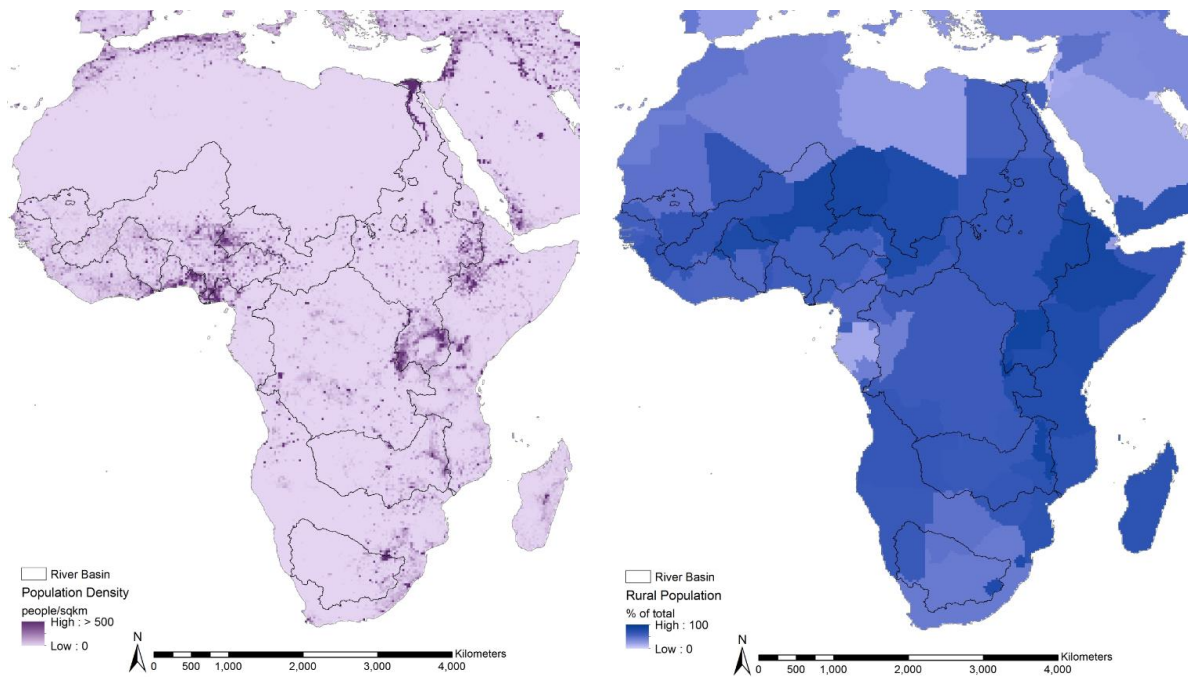 River Basin
Population Density
people/sqkm
High : > 500
Low : 0
N
Kilometers
0 500 1,000 2,000 3,000 4,000
River Basin
Rural Population
% of total
High : 100
Low : 0
N
Kilometers
0 500 1,000 2,000 3,000 4,000